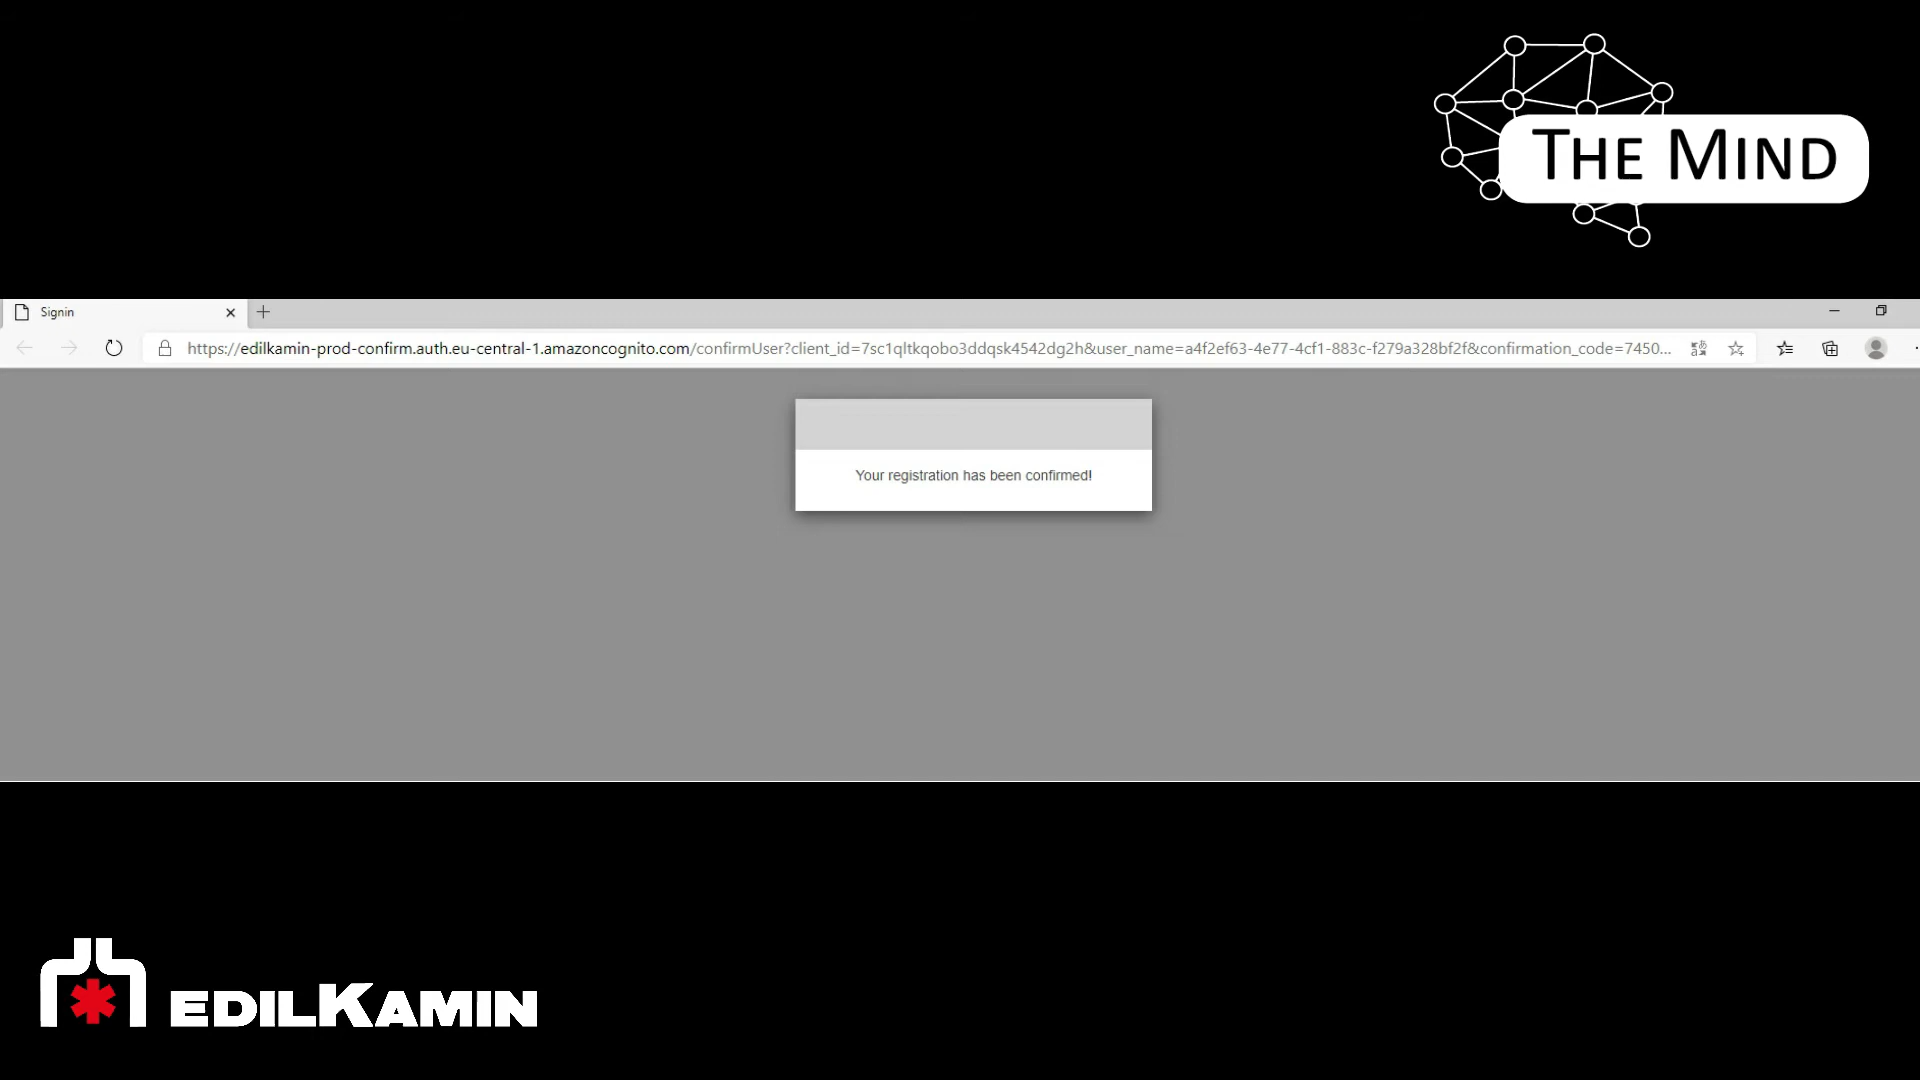 THE MIND
Signin
https://edilkamin-prod-confirm.auth.eu-central-1.amazoncognito.com/confirmUser?client_id=7sc1qltkqobo3ddqsk4542dg2h&user_name=a4f2ef63-4e77-4cf1-883c-f279a328bf2f&confirmation_code=7450...
Your registration has been confirmed!
EDILKAMIN